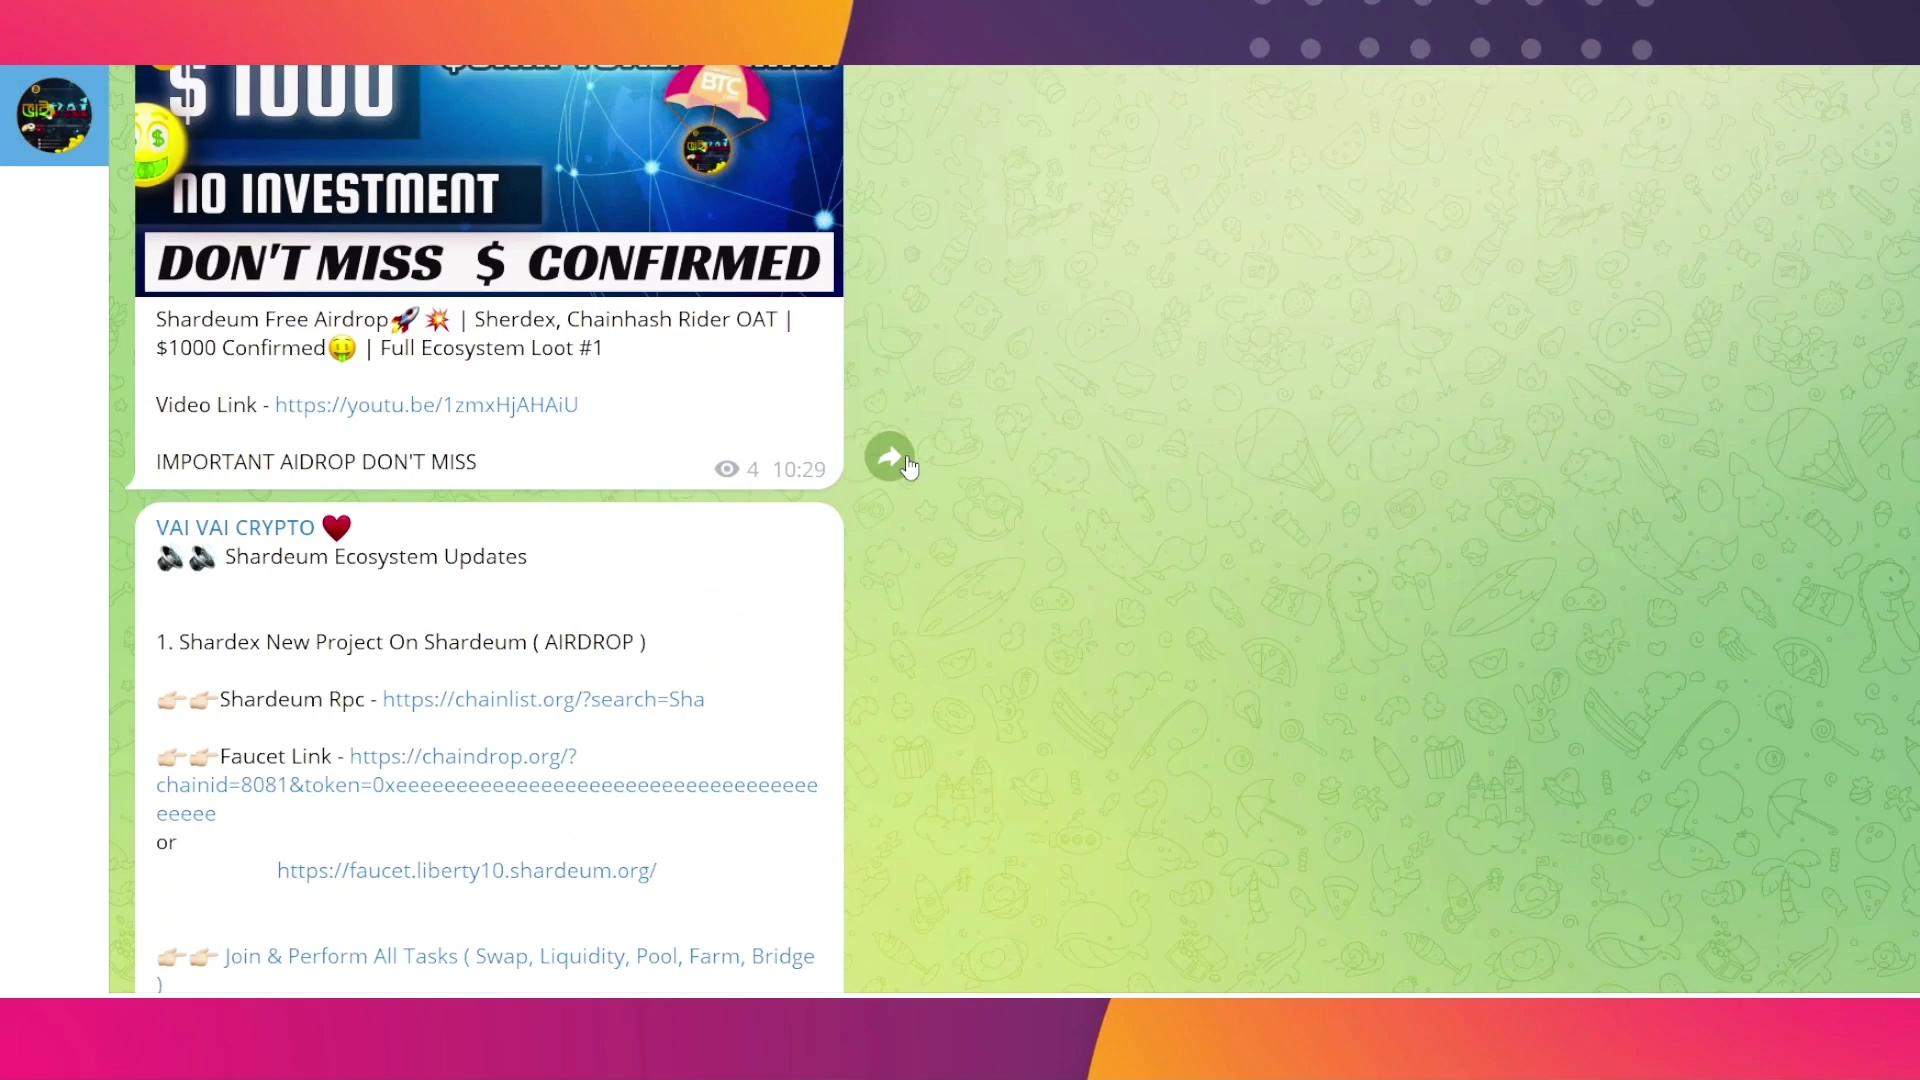 $ 1000
BTC
NO INVESTMENT
DON'T MISS $ CONFIRMED
Shardeum Free Airdrop🚀💥 | Sherdex, Chainhash Rider OAT |
$1000 Confirmed🤑 | Full Ecosystem Loot #1
Video Link - https://youtu.be/1zmxHjAHAiU
IMPORTANT AIDROP DON'T MISS
4 10:29
VAI VAI CRYPTO ♥️
🔊🔊 Shardeum Ecosystem Updates
1. Shardex New Project On Shardeum ( AIRDROP )
👉🏻👉🏻Shardeum Rpc - https://chainlist.org/?search=Sha
👉🏻👉🏻Faucet Link - https://chaindrop.org/?
chainid=8081&token=0xeeeeeeeeeeeeeeeeeeeeeeeeeeeeeeeeeee
eeeee
or
https://faucet.liberty10.shardeum.org/
👉🏻👉🏻 Join & Perform All Tasks ( Swap, Liquidity, Pool, Farm, Bridge
)